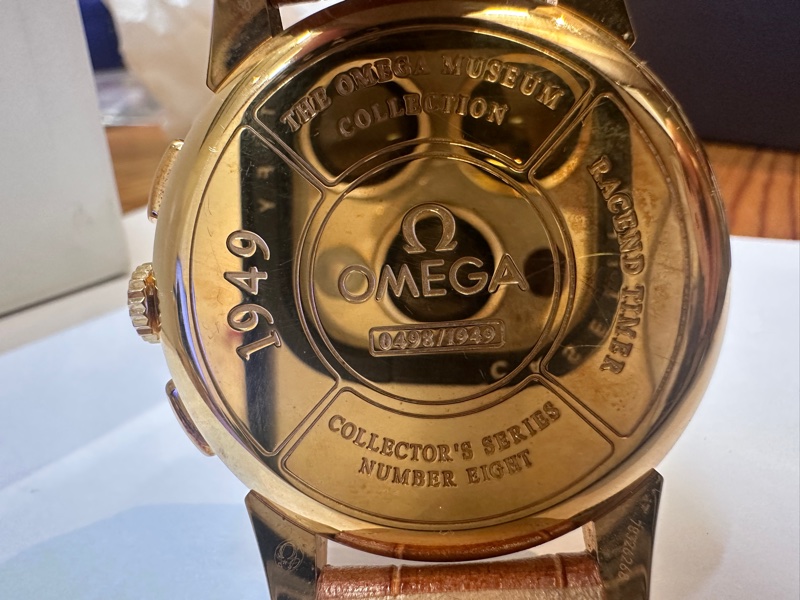 THE OMEGA MUSEUM
COLLECTION
1949
Ω
OMEGA
0498/1949
RACEND TIMER
COLLECTOR'S SERIES
NUMBER EIGHT